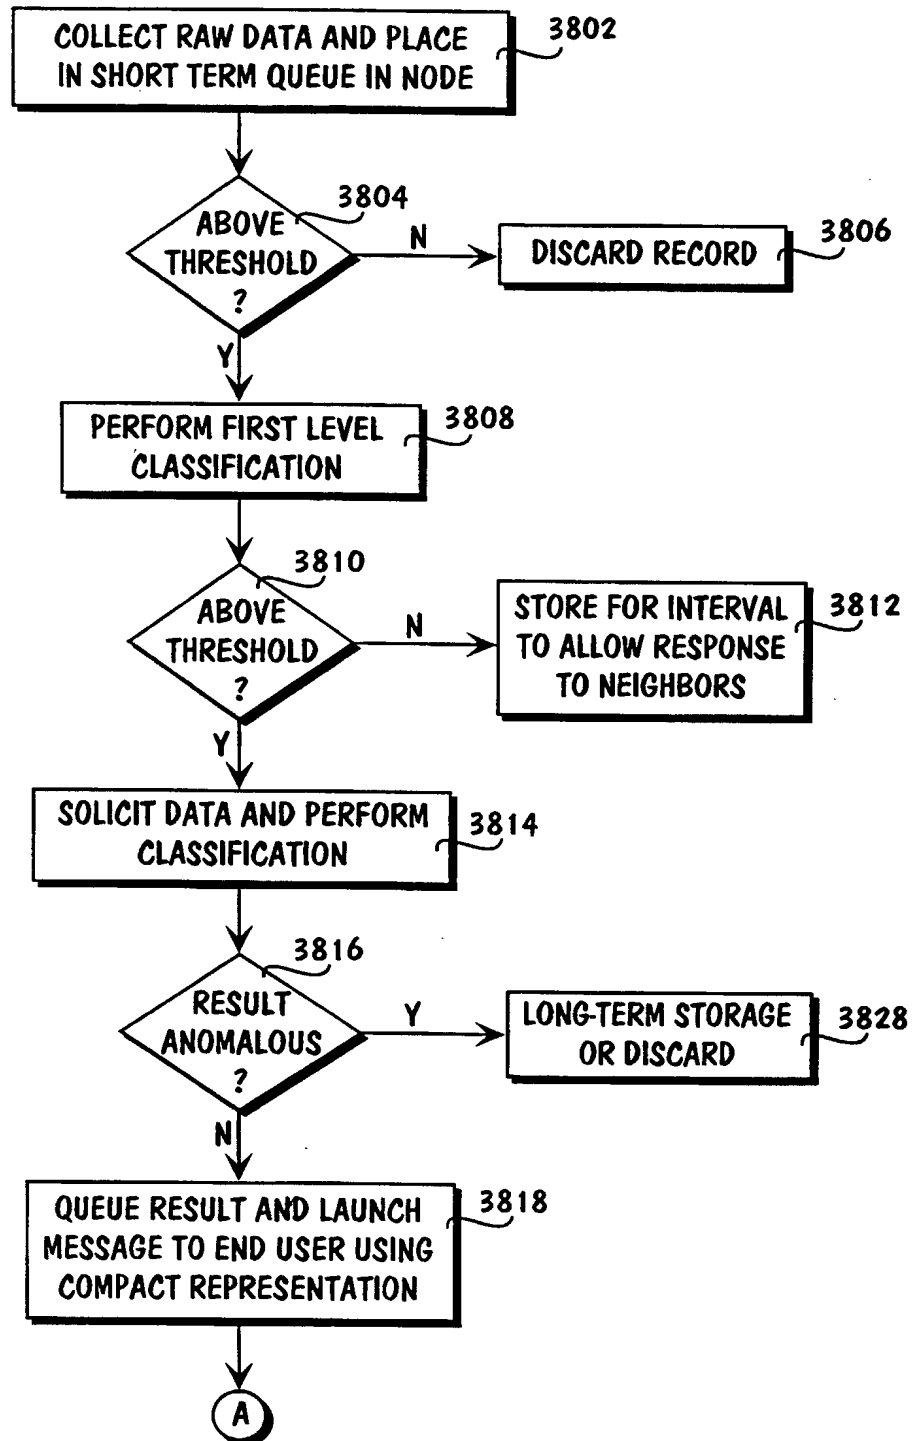 COLLECT RAW DATA AND PLACE
IN SHORT TERM QUEUE IN NODE
3802
ABOVE
THRESHOLD
?
3804
N
DISCARD RECORD
3806
Y
PERFORM FIRST LEVEL
CLASSIFICATION
3808
ABOVE
THRESHOLD
?
3810
N
STORE FOR INTERVAL
TO ALLOW RESPONSE
TO NEIGHBORS
3812
Y
SOLICIT DATA AND PERFORM
CLASSIFICATION
3814
RESULT
ANOMALOUS
?
3816
Y
LONG-TERM STORAGE
OR DISCARD
3828
N
QUEUE RESULT AND LAUNCH
MESSAGE TO END USER USING
COMPACT REPRESENTATION
3818
A